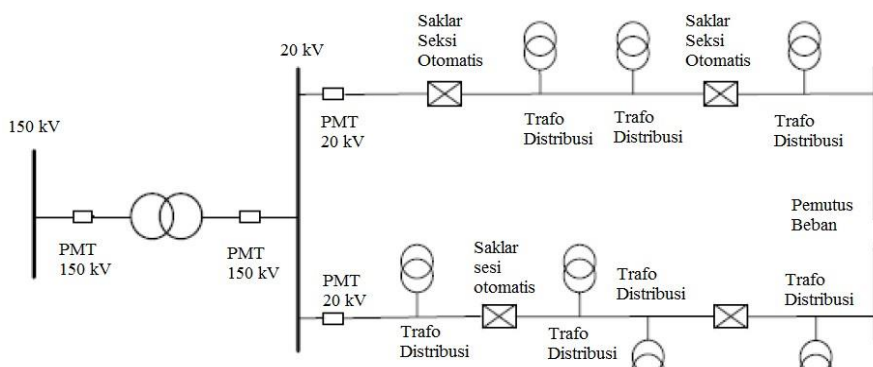 150 kV
PMT
150 kV
PMT
150 kV
20 kV
PMT
20 kV
Saklar
Seksi
Otomatis
Trafo
Distribusi
Trafo
Distribusi
Saklar
Seksi
Otomatis
Trafo
Distribusi
Pemutus
Beban
PMT
20 kV
Trafo
Distribusi
Saklar
sesi
otomatis
Trafo
Distribusi
Trafo
Distribusi
Trafo
Distribusi